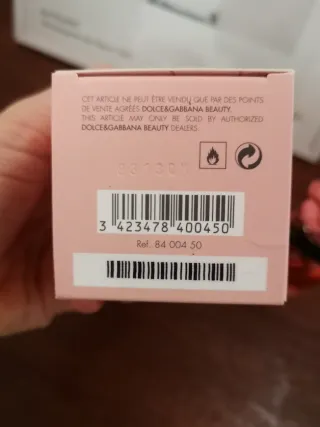 CET ARTICLE NE PEUT ÊTRE VENDU QUE PAR DES POINTS
DE VENTE AGRÉÉS DOLCE&GABBANA BEAUTY.
THIS ARTICLE MAY ONLY BE SOLD BY AUTHORIZED
DOLCE&GABBANA BEAUTY DEALERS.
3 423478 400450
Ref. 84 004 50